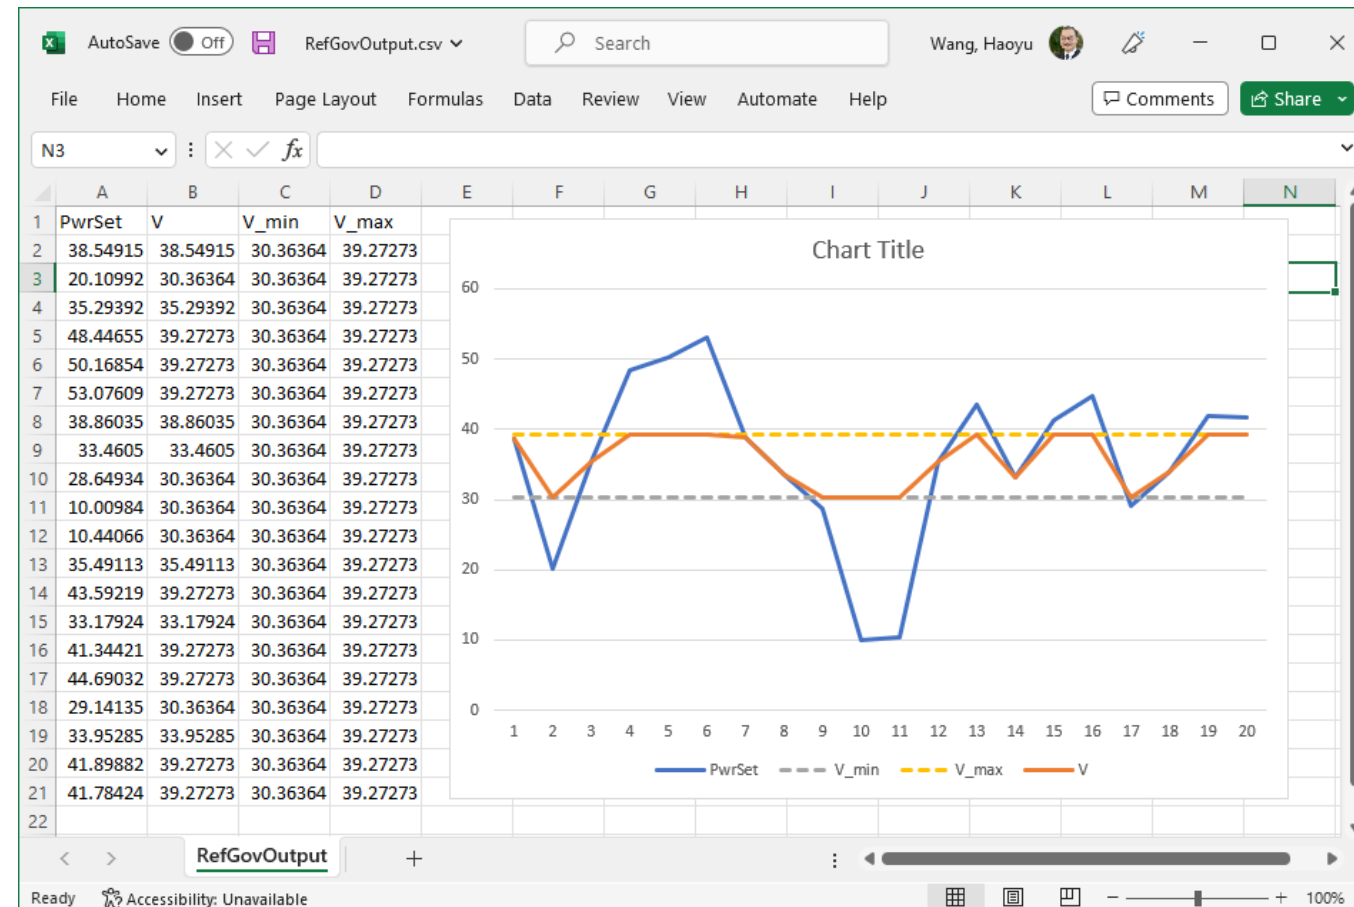 AutoSave Off RefGovOutput.csv Search Wang, Haoyu
File Home Insert Page Layout Formulas Data Review View Automate Help Comments Share
N3 fx
A B C D E F G H I J K L M N
1 PwrSet V V_min V_max
2 38.54915 38.54915 30.36364 39.27273
3 20.10992 30.36364 30.36364 39.27273
4 35.29392 35.29392 30.36364 39.27273
5 48.44655 39.27273 30.36364 39.27273
6 50.16854 39.27273 30.36364 39.27273
7 53.07609 39.27273 30.36364 39.27273
8 38.86035 38.86035 30.36364 39.27273
9 33.4605 33.4605 30.36364 39.27273
10 28.64934 30.36364 30.36364 39.27273
11 10.00984 30.36364 30.36364 39.27273
12 10.44066 30.36364 30.36364 39.27273
13 35.49113 35.49113 30.36364 39.27273
14 43.59219 39.27273 30.36364 39.27273
15 33.17924 33.17924 30.36364 39.27273
16 41.34421 39.27273 30.36364 39.27273
17 44.69032 39.27273 30.36364 39.27273
18 29.14135 30.36364 30.36364 39.27273
19 33.95285 33.95285 30.36364 39.27273
20 41.89882 39.27273 30.36364 39.27273
21 41.78424 39.27273 30.36364 39.27273
22
Chart Title
60
50
40
30
20
10
0
1 2 3 4 5 6 7 8 9 10 11 12 13 14 15 16 17 18 19 20
PwrSet V_min V_max V
RefGovOutput
Ready Accessibility: Unavailable 100%